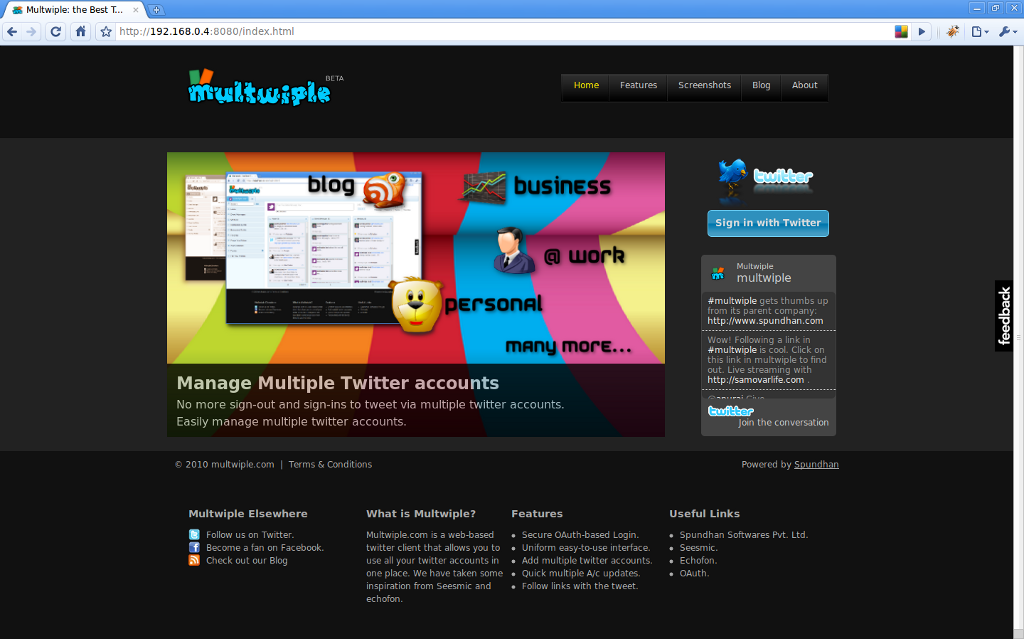 Multwiple: the Best T...
http://192.168.0.4:8080/index.html
multwiple
BETA
Home
Features
Screenshots
Blog
About
blog
business
@ work
personal
many more...
Manage Multiple Twitter accounts
No more sign-out and sign-ins to tweet via multiple twitter accounts.
Easily manage multiple twitter accounts.
twitter
Sign in with Twitter
Multwiple
multwiple
#multwiple gets thumbs up
from its parent company:
http://www.spundhan.com
Wow! Following a link in
#multwiple is cool. Click on
this link in multwiple to find
out. Live streaming with
http://samovarlife.com .
twitter
Join the conversation
feedback
© 2010 multwiple.com | Terms & Conditions
Powered by Spundhan
Multwiple Elsewhere
Follow us on Twitter.
Become a fan on Facebook.
Check out our Blog
What is Multwiple?
Multwiple.com is a web-based
twitter client that allows you to
use all your twitter accounts in
one place. We have taken some
inspiration from Seesmic and
echofon.
Features
Secure OAuth-based Login.
Uniform easy-to-use interface.
Add multiple twitter accounts.
Quick multiple A/c updates.
Follow links with the tweet.
Useful Links
Spundhan Softwares Pvt. Ltd.
Seesmic.
Echofon.
OAuth.